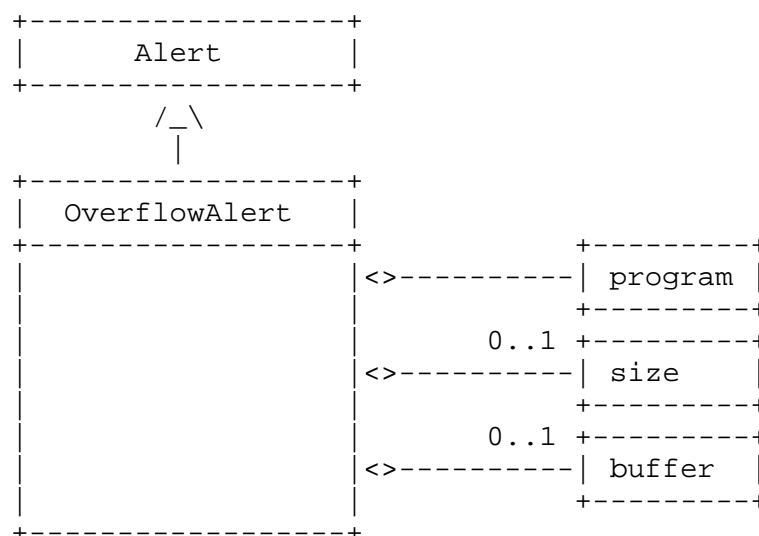 Alert
OverflowAlert
program
0..1
size
0..1
buffer